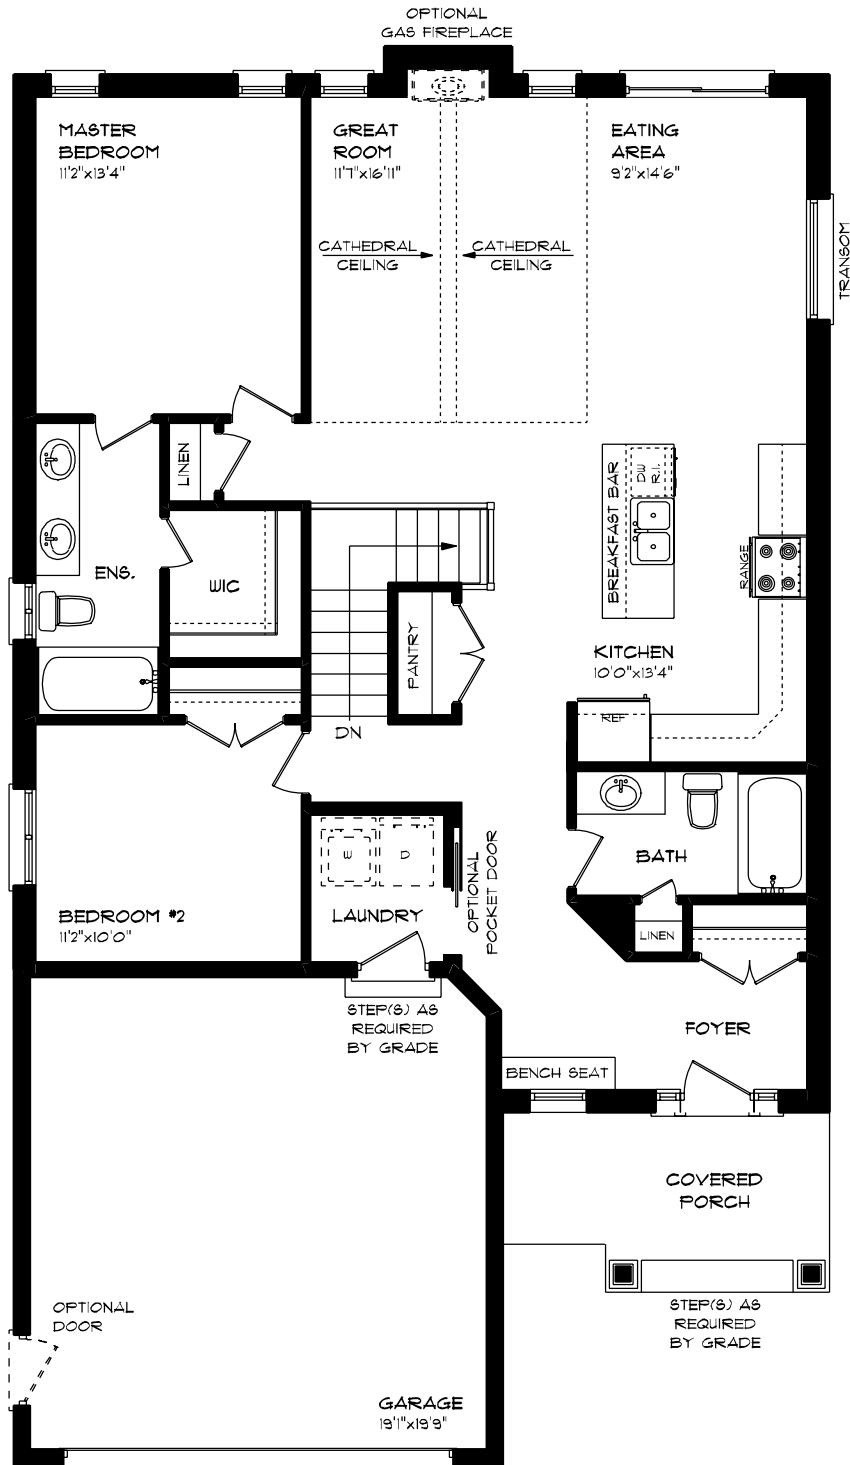 OPTIONAL
GAS FIREPLACE
MASTER
BEDROOM
11'2"x13'4"
GREAT
ROOM
11'7"x16'11"
EATING
AREA
9'2"x14'6"
CATHEDRAL
CEILING
CATHEDRAL
CEILING
TRANSOM
LINEN
ENS.
WIC
BREAKFAST BAR
DW
R.I.
RANGE
PANTRY
KITCHEN
10'0"x13'4"
REF
DN
BEDROOM #2
11'2"x10'0"
W
D
LAUNDRY
OPTIONAL
POCKET DOOR
BATH
LINEN
STEP(S) AS
REQUIRED
BY GRADE
FOYER
BENCH SEAT
COVERED
PORCH
STEP(S) AS
REQUIRED
BY GRADE
OPTIONAL
DOOR
GARAGE
19'1"x19'9"